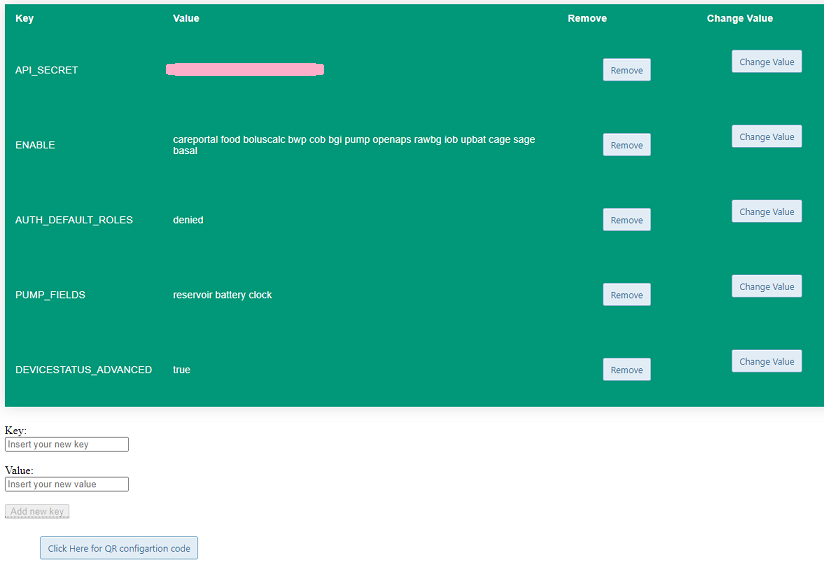 Key Value Remove Change Value
API_SECRET Remove Change Value
ENABLE careportal food boluscalc bwp cob bgi pump openaps rawbg iob upbat cage sage Remove Change Value
basal
AUTH_DEFAULT_ROLES denied Remove Change Value
PUMP_FIELDS reservoir battery clock Remove Change Value
DEVICESTATUS_ADVANCED true Remove Change Value
Key:
Insert your new key
Value:
Insert your new value
Add new key
Click Here for QR configartion code